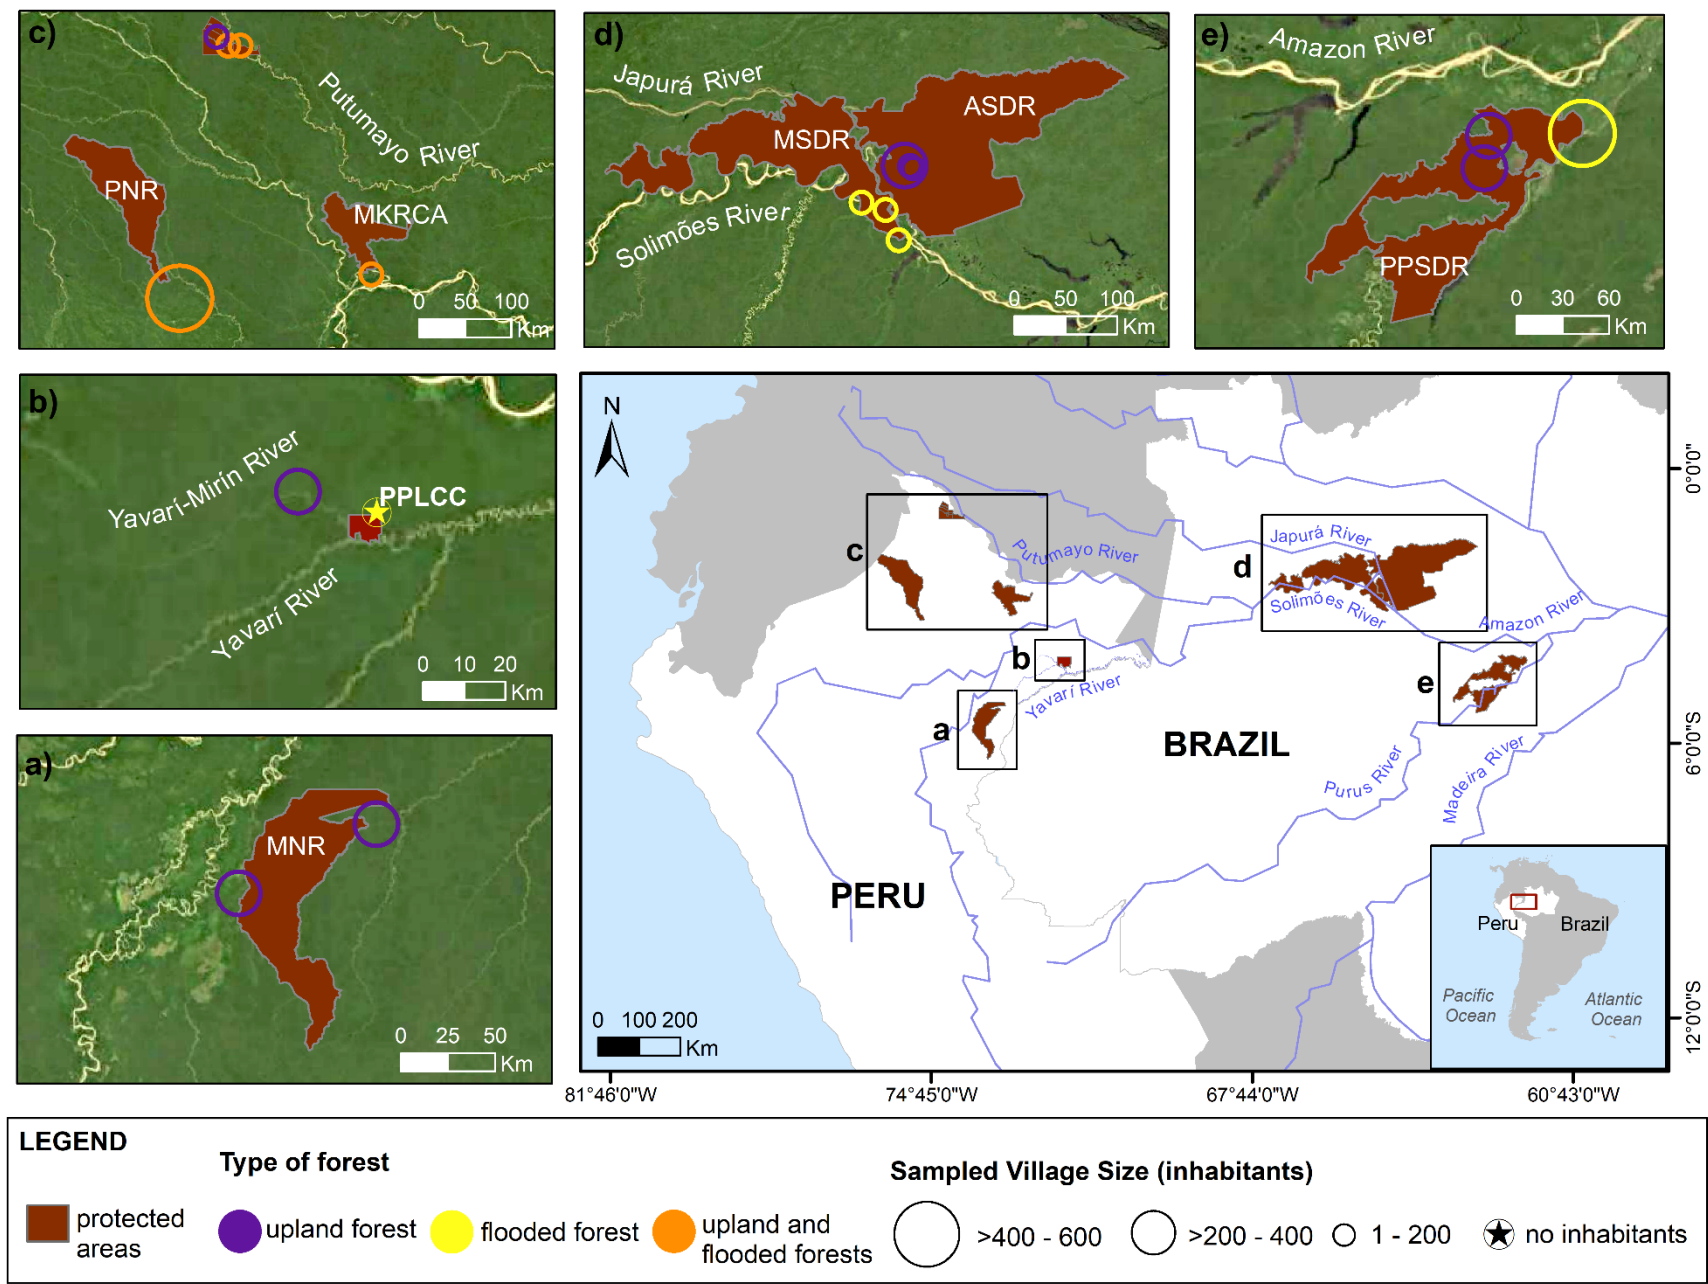 c)
Putumayo River
PNR
MKRCA
0 50 100
Km
d)
Japurá River
ASDR
MSDR
Solimões River
0 50 100
Km
e)
Amazon River
PPSDR
0 30 60
Km
b)
Yavarí-Mirín River
PPLCC
Yavarí River
0 10 20
Km
a)
MNR
0 25 50
Km
N
c
Putumayo River
d
Japurá River
Solimões River
Amazon River
b
Yavarí River
a
e
BRAZIL
Purus River
Madeira River
PERU
0 100 200
Km
Peru
Brazil
Pacific
Ocean
Atlantic
Ocean
0°0'0"
6°0'0"S
12°0'0"S
81°46'0"W
74°45'0"W
67°44'0"W
60°43'0"W
LEGEND
Type of forest
Sampled Village Size (inhabitants)
protected
areas
upland forest
flooded forest
upland and
flooded forests
>400 - 600
>200 - 400
1 - 200
no inhabitants